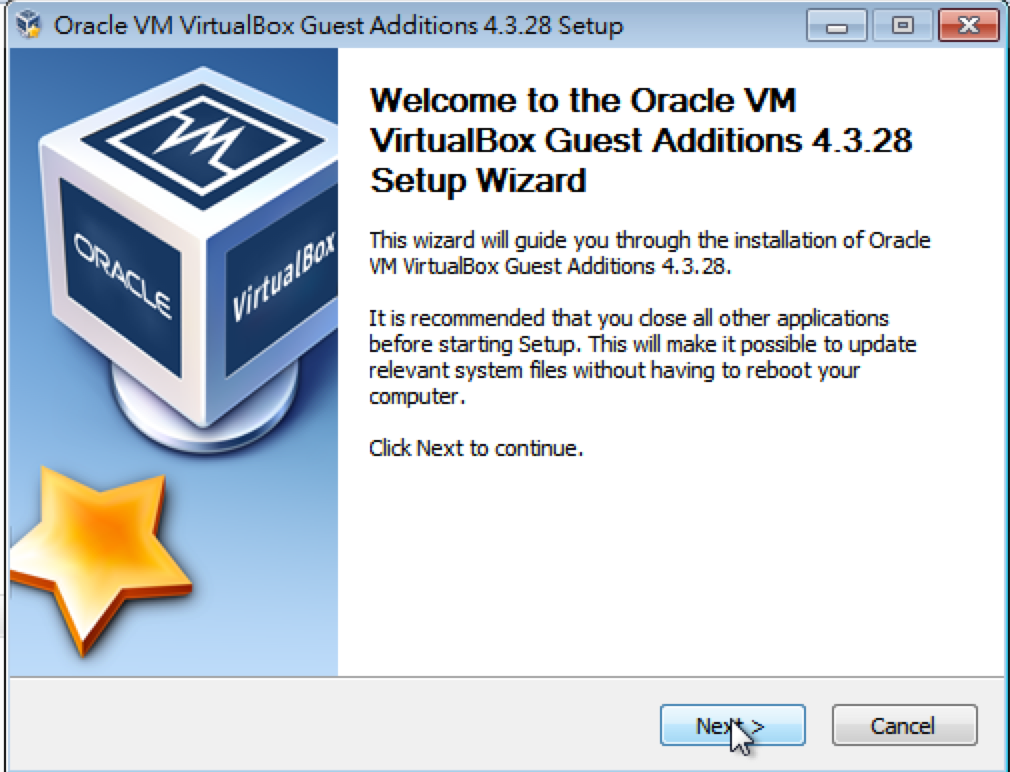 Oracle VM VirtualBox Guest Additions 4.3.28 Setup
ORACLE
VirtualBox
Welcome to the Oracle VM
VirtualBox Guest Additions 4.3.28
Setup Wizard
This wizard will guide you through the installation of Oracle
VM VirtualBox Guest Additions 4.3.28.
It is recommended that you close all other applications
before starting Setup. This will make it possible to update
relevant system files without having to reboot your
computer.
Click Next to continue.
Next >
Cancel